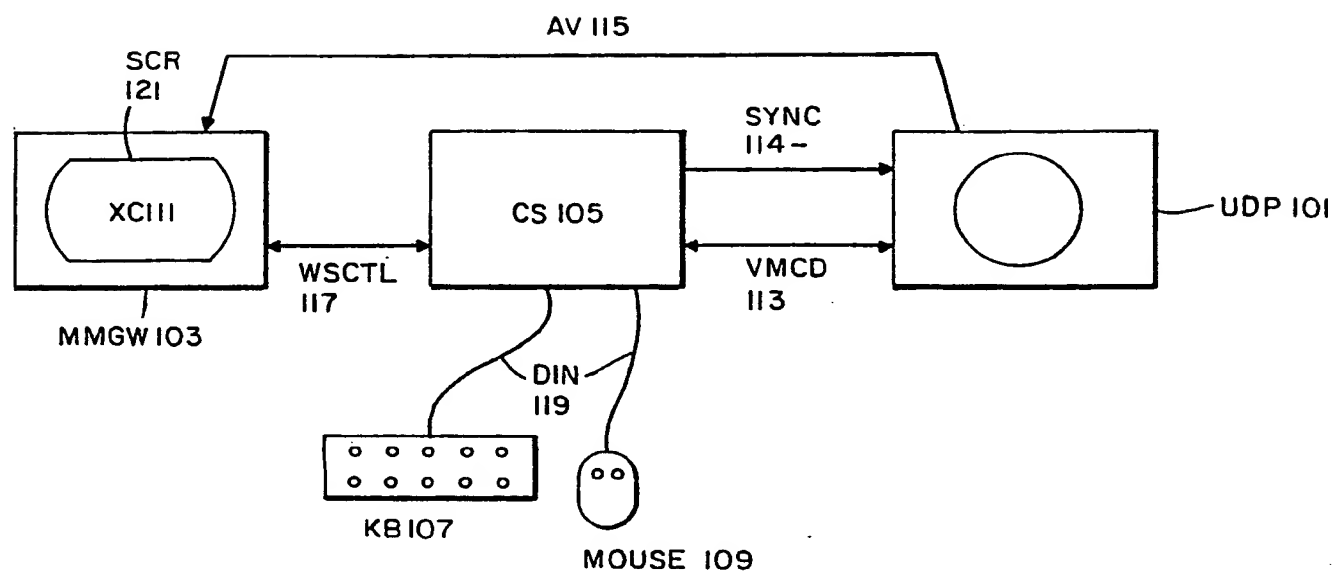 AV 115
SCR
121
SYNC
114-
XC111
CS 105
UDP 101
WSCTL
117
VMCD
113
MMGW 103
DIN
119
KB 107
MOUSE 109